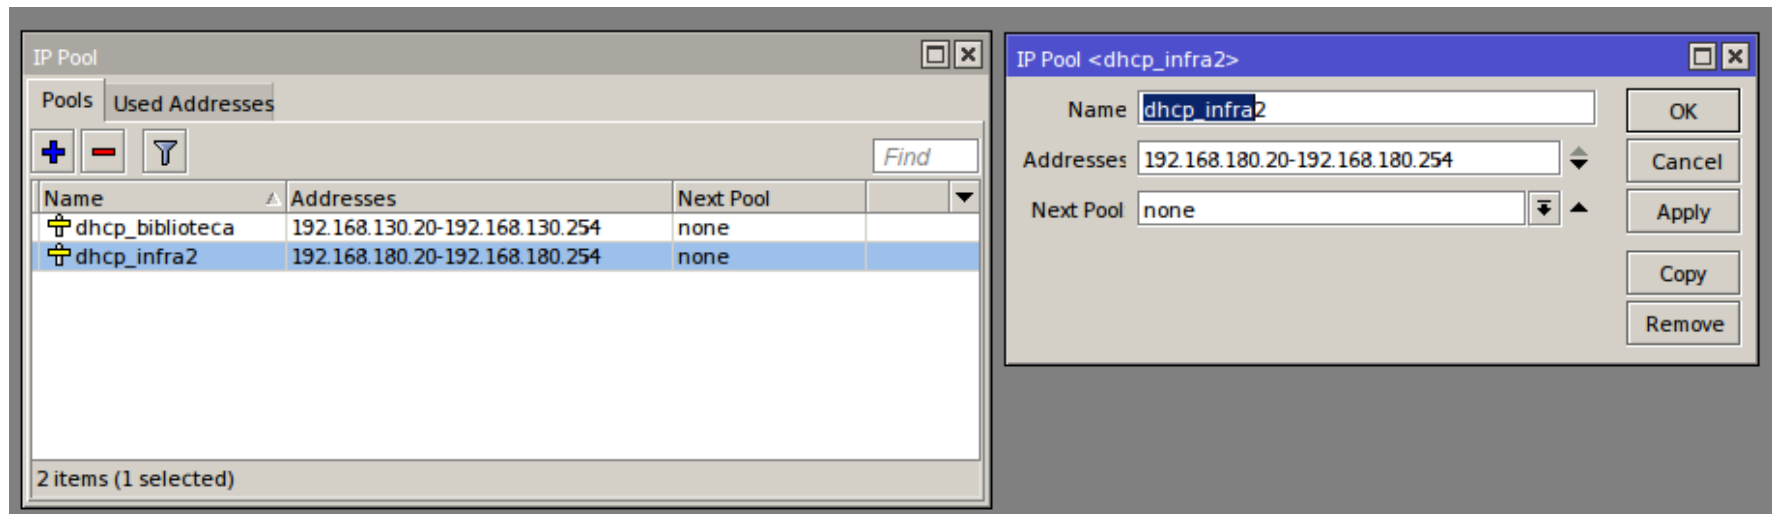 IP Pool
Pools Used Addresses
Find
Name Addresses Next Pool
dhcp_biblioteca 192.168.130.20-192.168.130.254 none
dhcp_infra2 192.168.180.20-192.168.180.254 none
2 items (1 selected)
IP Pool <dhcp_infra2>
Name dhcp_infra2 OK
Addresses 192.168.180.20-192.168.180.254 Cancel
Next Pool none Apply
Copy
Remove